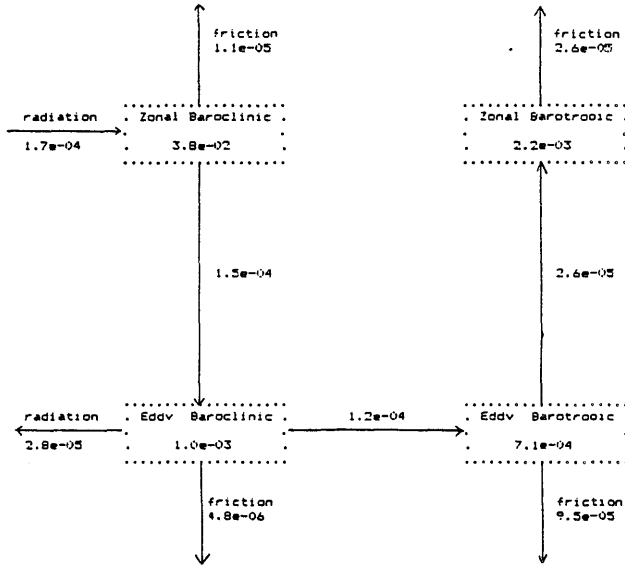 friction
1.1e-05
friction
2.6e-05
radiation
1.7e-04
Zonal Baroclinic
3.8e-02
Zonal Barotropic
2.2e-03
1.5e-04
2.6e-05
radiation
2.8e-05
Eddy Baroclinic
1.0e-03
1.2e-04
Eddy Barotropic
7.1e-04
friction
4.8e-06
friction
9.5e-05